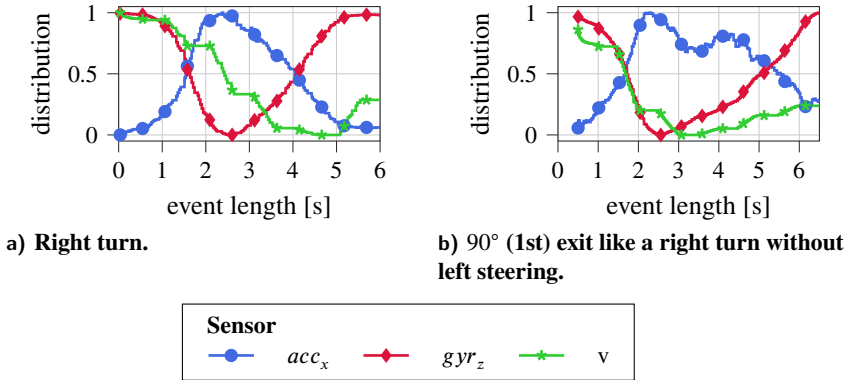 1
0.5
0
distribution
0 1 2 3 4 5 6
event length [s]
a) Right turn.
1
0.5
0
distribution
0 1 2 3 4 5 6
event length [s]
b) 90° (1st) exit like a right turn without
left steering.
Sensor
acc_x gyr_z v